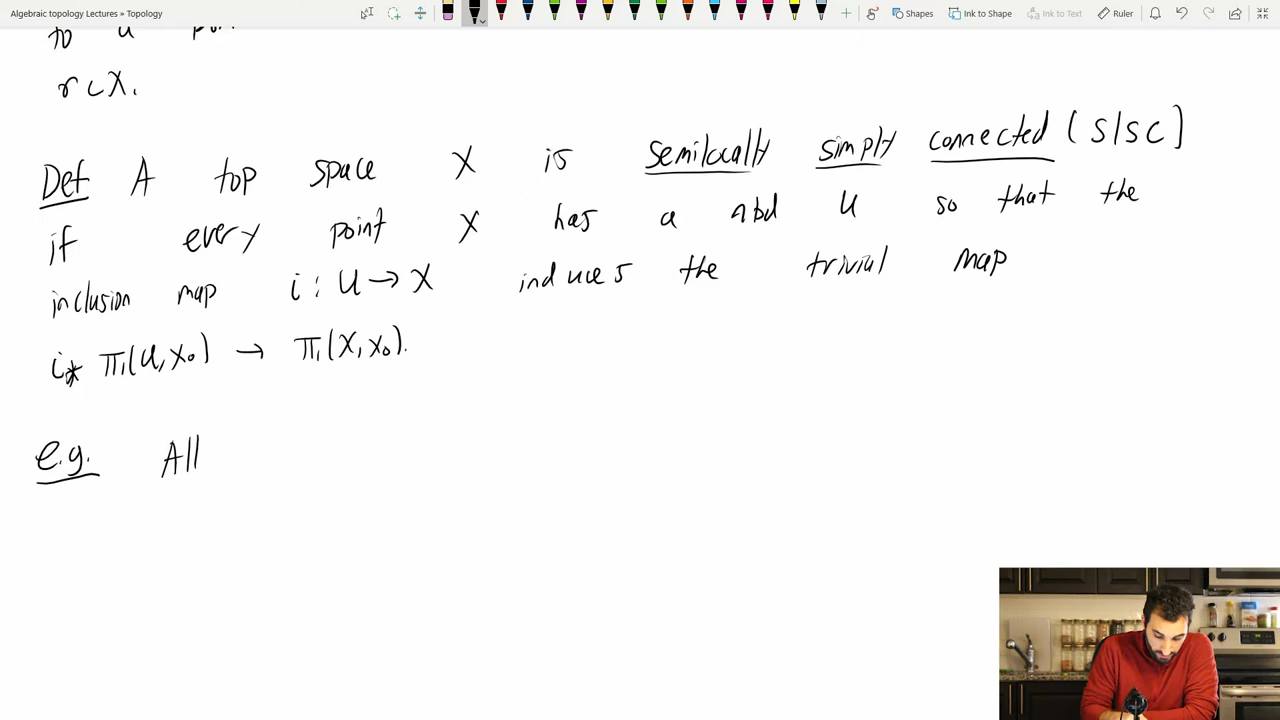 Algebraic topology Lectures » Topology
Shapes Ink to Shape Ink to Text Ruler
to a
r ⊂ X.
Def A top space X is semilocally simply connected (SlSC]
if every point X has a nbd U so that the
inclusion map i : U → X induces the trivial map
i* π₁(U, x₀) → π₁(X, x₀).
e.g. All